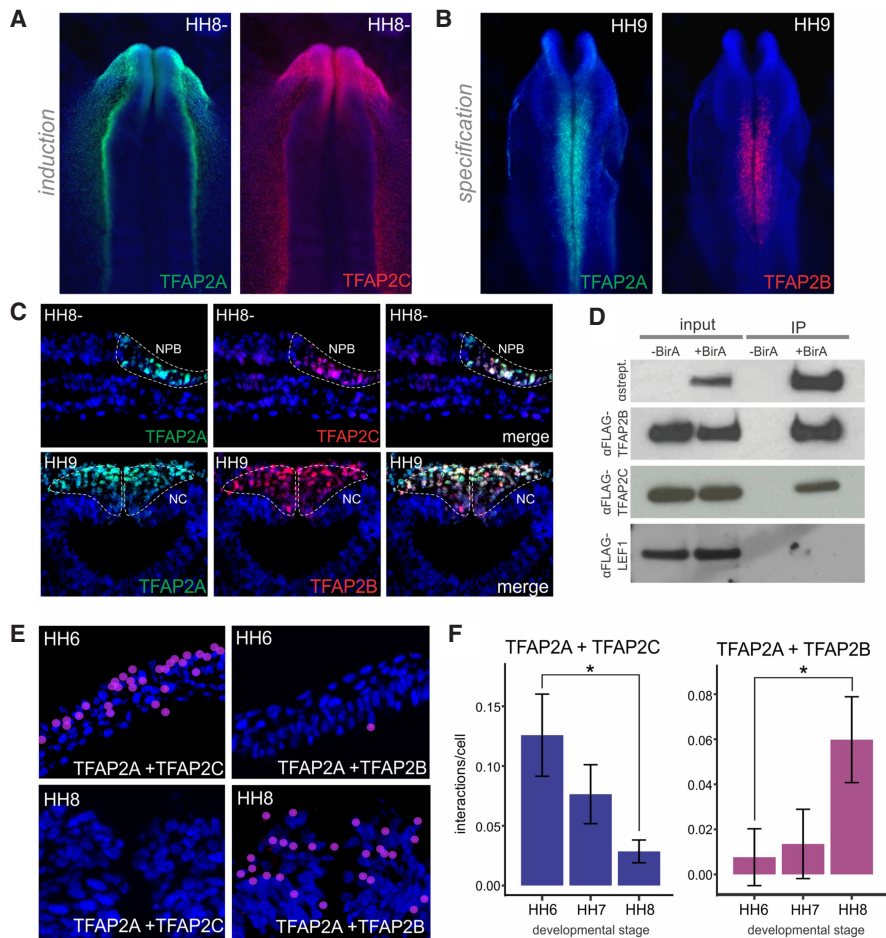 A
HH8-
HH8-
induction
TFAP2A
TFAP2C
B
HH9
HH9
specification
TFAP2A
TFAP2B
C
HH8-
NPB
TFAP2A
HH8-
NPB
TFAP2C
HH8-
NPB
merge
HH9
NC
TFAP2A
HH9
NC
TFAP2B
HH9
NC
merge
D
input
IP
-BirA
+BirA
-BirA
+BirA
αstrept.
αFLAG-
TFAP2B
αFLAG-
TFAP2C
αFLAG-
LEF1
E
HH6
TFAP2A +TFAP2C
HH6
TFAP2A +TFAP2B
HH8
TFAP2A +TFAP2C
HH8
TFAP2A +TFAP2B
F
TFAP2A + TFAP2C
*
interactions/cell
0.15
0.10
0.05
0.00
HH6 HH7 HH8
developmental stage
TFAP2A + TFAP2B
*
0.08
0.06
0.04
0.02
0.00
HH6 HH7 HH8
developmental stage